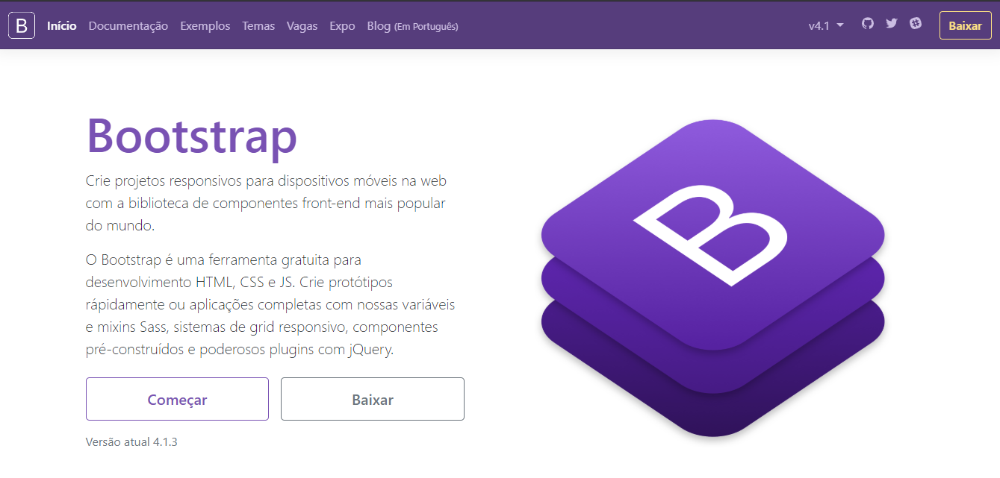 B Início Documentação Exemplos Temas Vagas Expo Blog (Em Português) v4.1 Baixar
Bootstrap
Crie projetos responsivos para dispositivos móveis na web
com a biblioteca de componentes front-end mais popular
do mundo.
O Bootstrap é uma ferramenta gratuita para
desenvolvimento HTML, CSS e JS. Crie protótipos
rápidamente ou aplicações completas com nossas variáveis
e mixins Sass, sistemas de grid responsivo, componentes
pré-construídos e poderosos plugins com jQuery.
Começar Baixar
Versão atual 4.1.3
B